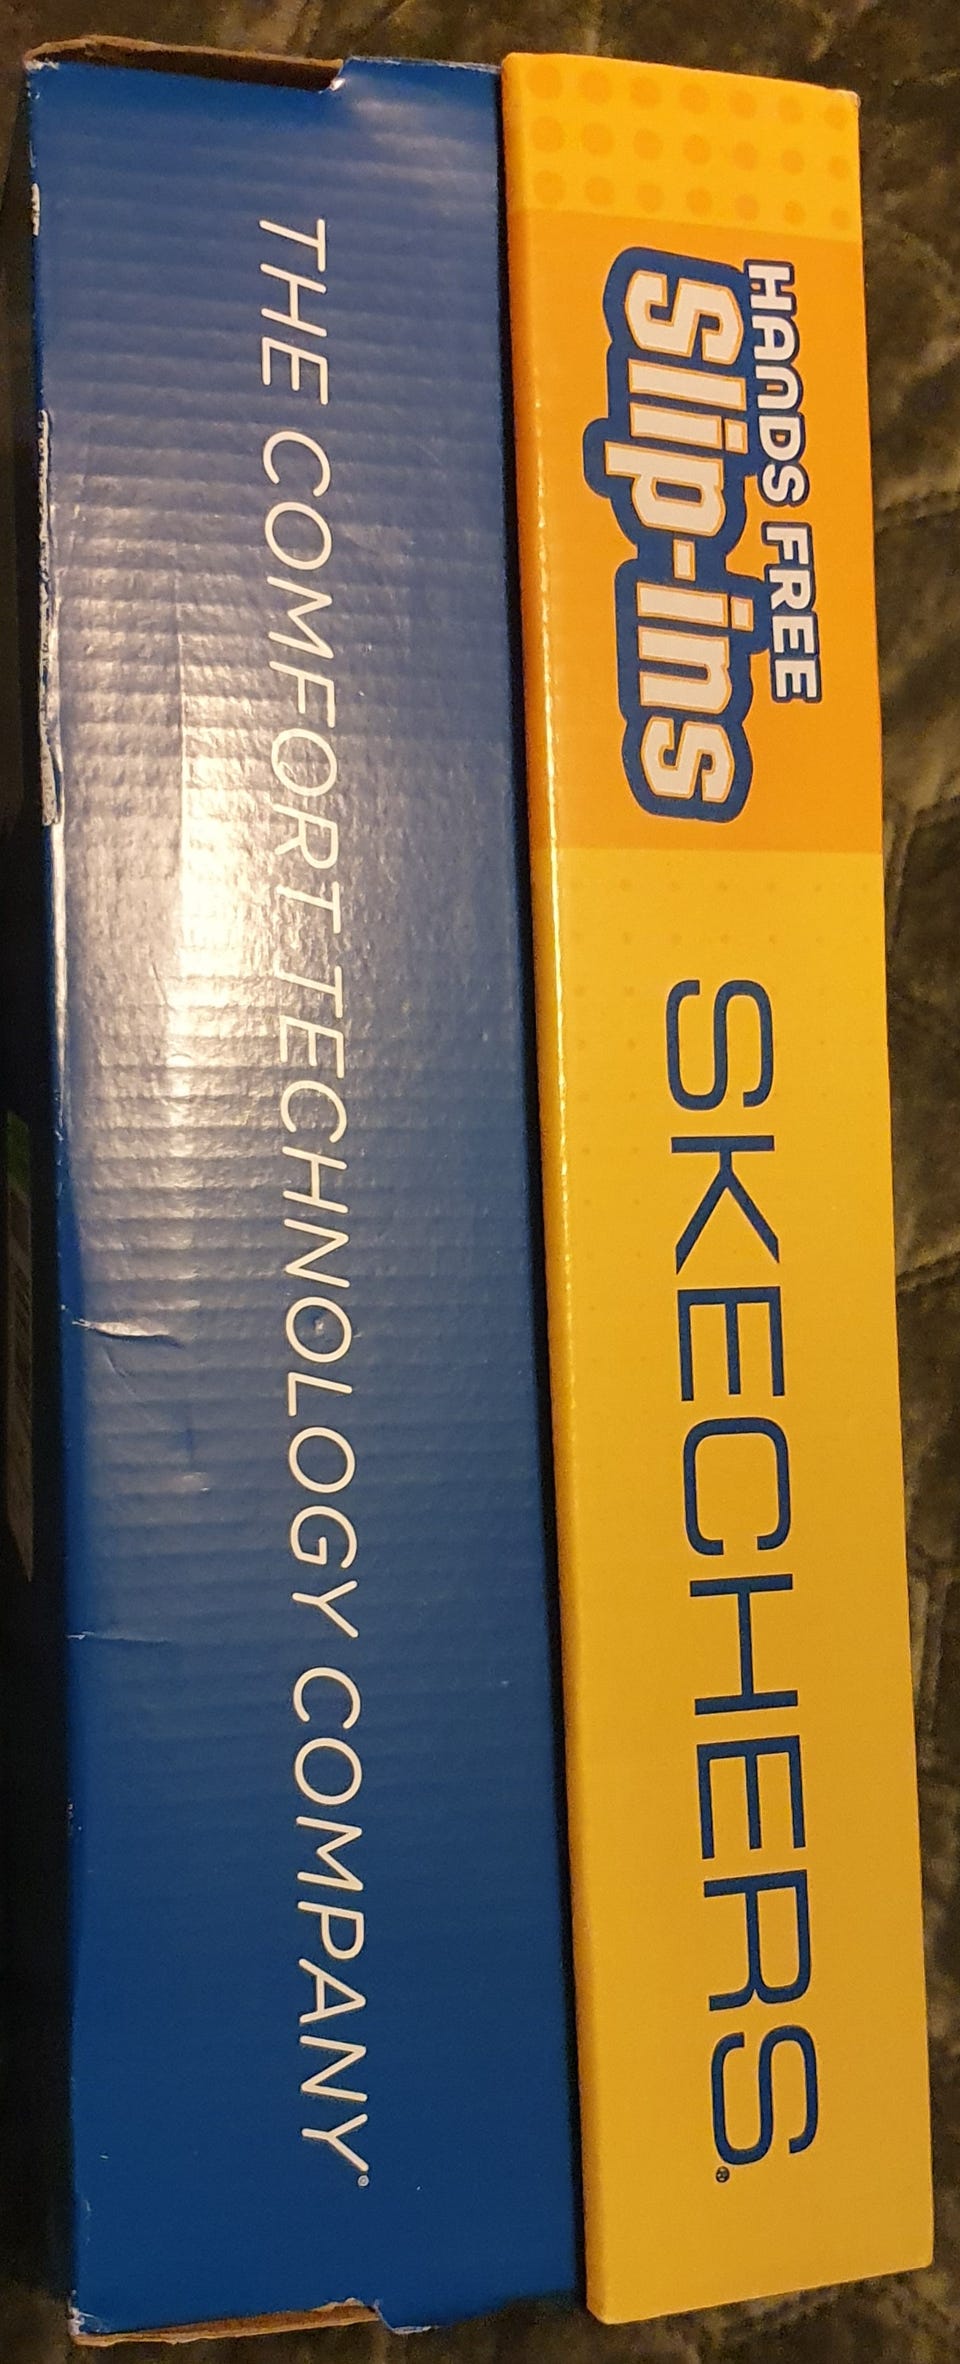 HANDS FREE
Slip-ins
SKECHERS®
THE COMFORT TECHNOLOGY COMPANY®